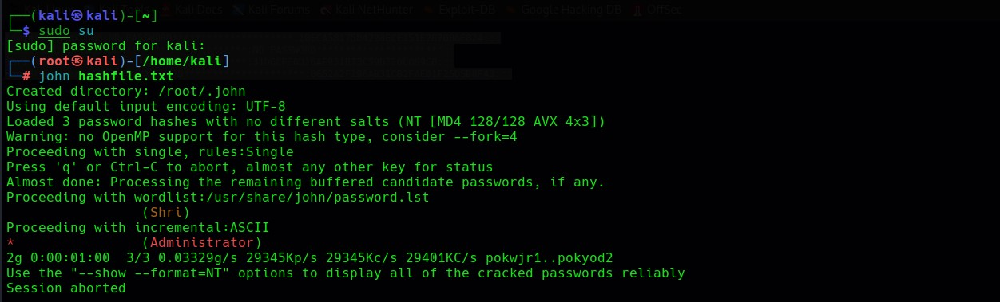 Kali Docs Kali Forums Kali NetHunter Exploit-DB Google Hacking DB OffSec
┌──(kali㉿kali)-[~]
└─$ sudo su
[sudo] password for kali:
┌──(root㉿kali)-[/home/kali]
└─# john hashfile.txt
Created directory: /root/.john
Using default input encoding: UTF-8
Loaded 3 password hashes with no different salts (NT [MD4 128/128 AVX 4x3])
Warning: no OpenMP support for this hash type, consider --fork=4
Proceeding with single, rules:Single
Press 'q' or Ctrl-C to abort, almost any other key for status
Almost done: Processing the remaining buffered candidate passwords, if any.
Proceeding with wordlist:/usr/share/john/password.lst
                 (Shri)
Proceeding with incremental:ASCII
*                (Administrator)
2g 0:00:01:00  3/3 0.03329g/s 29345Kp/s 29345Kc/s 29401KC/s pokwjr1..pokyod2
Use the "--show --format=NT" options to display all of the cracked passwords reliably
Session aborted